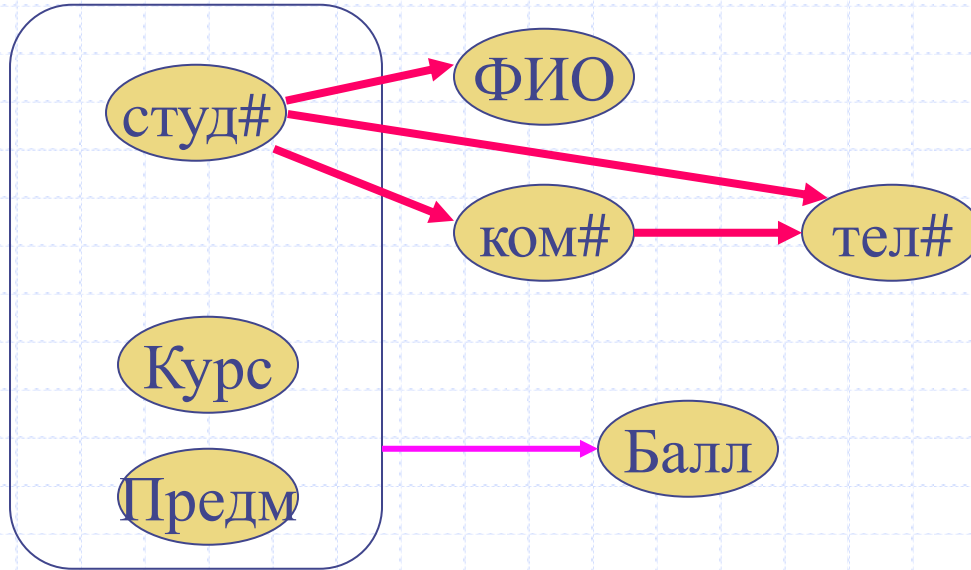 ФИО
студ#
ком#
тел#
Курс
Балл
Предм